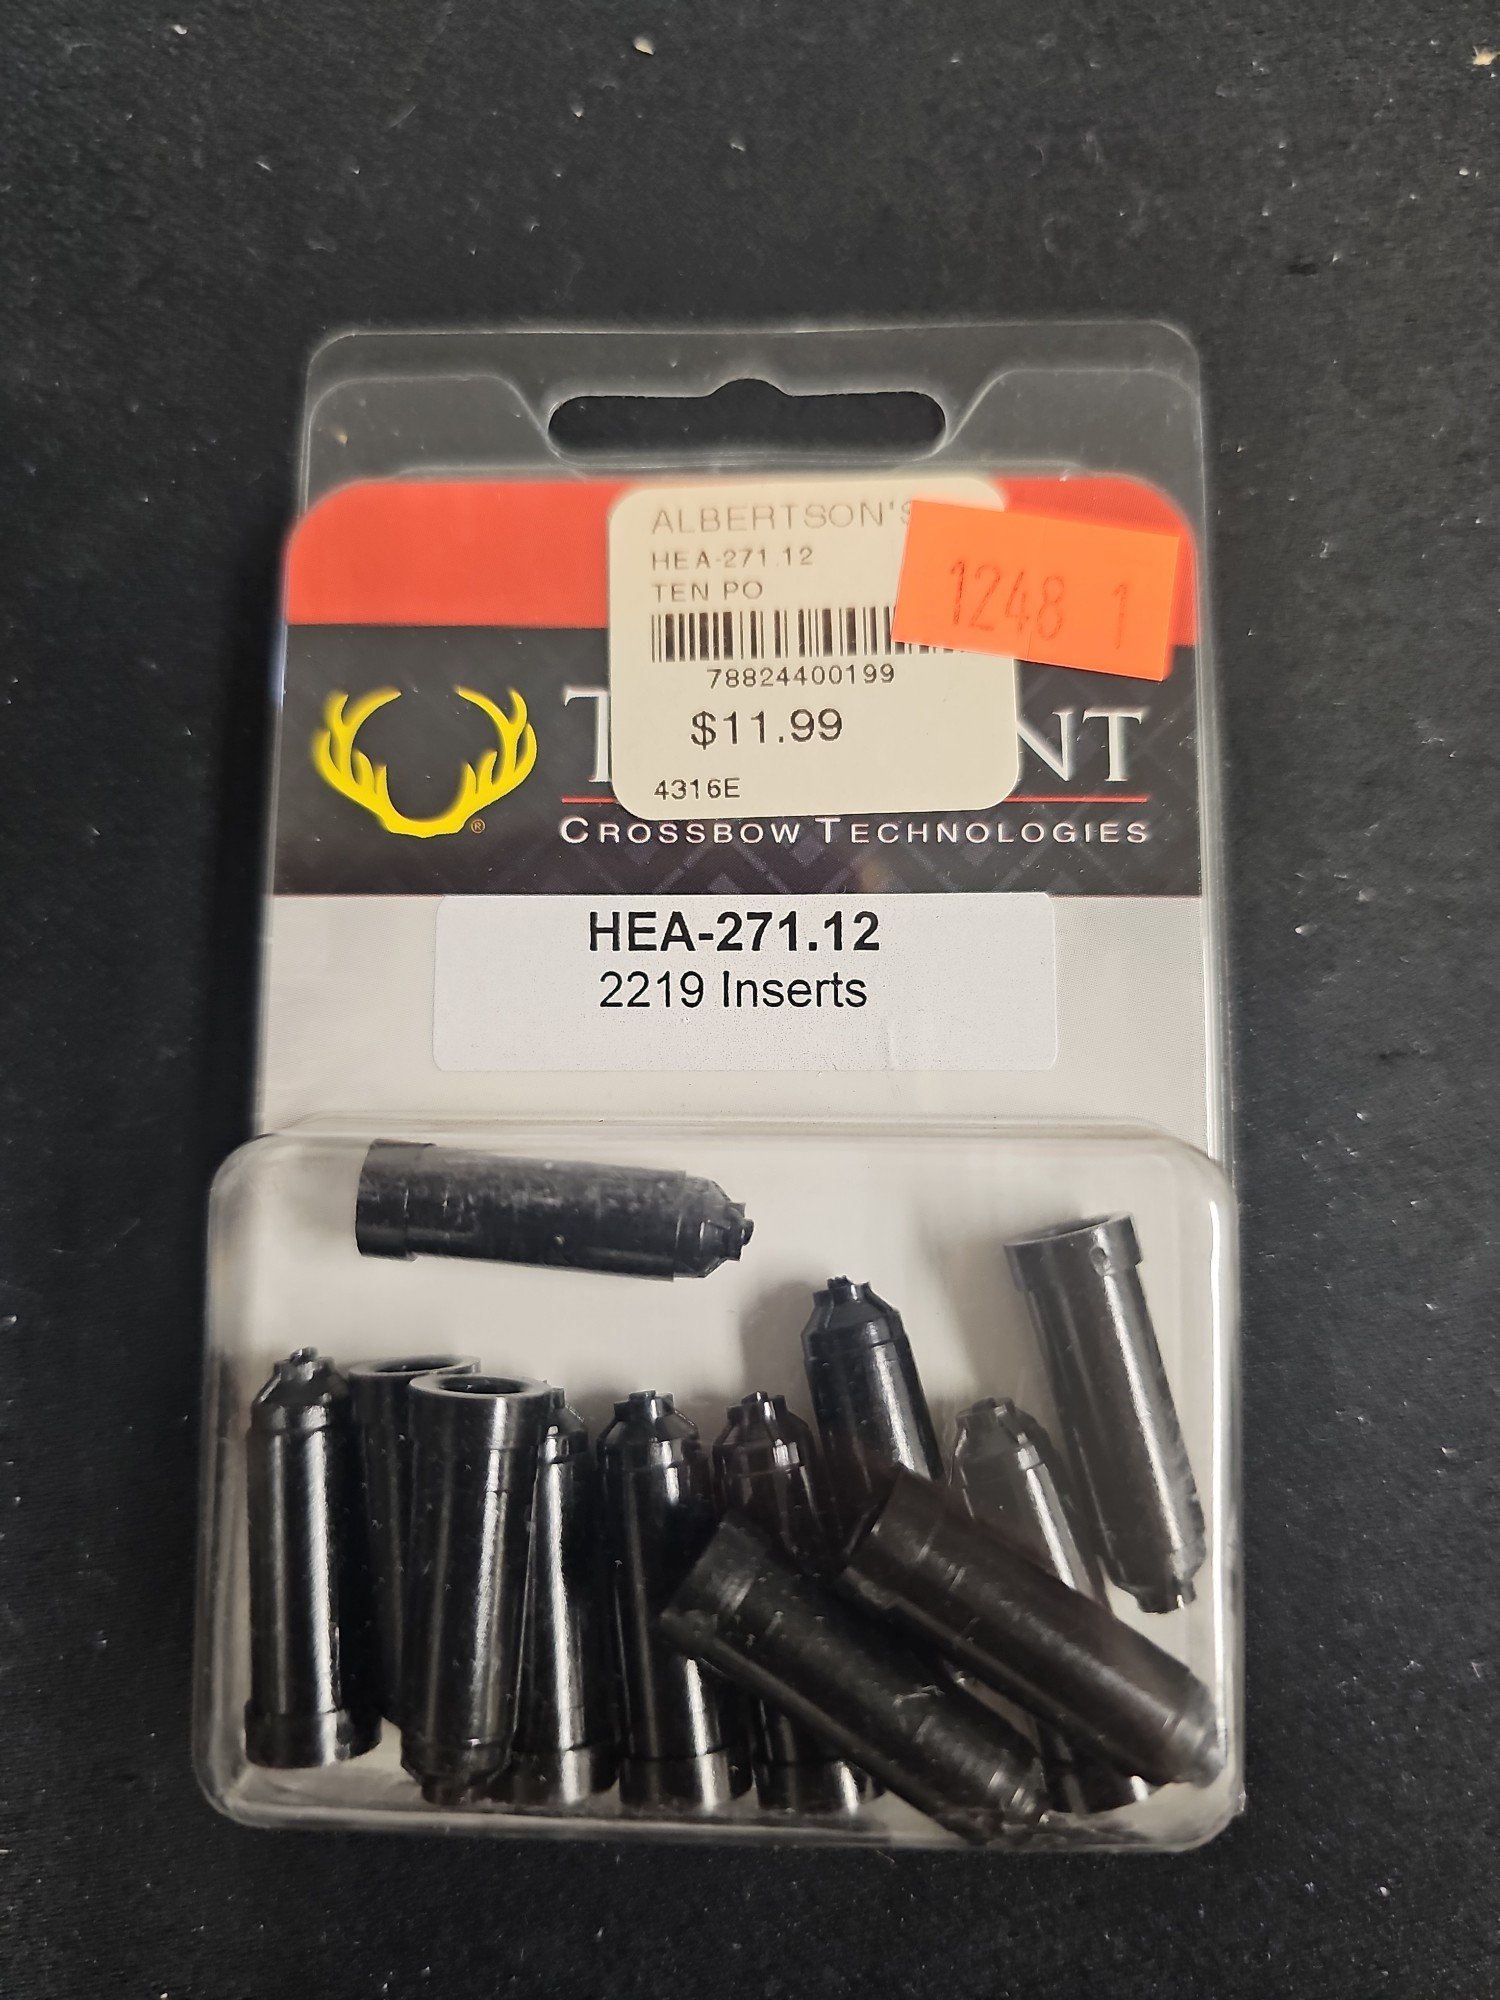 ALBERTSON'S
HEA-271.12
TEN PO
1248 1
78824400199
$11.99
4316E
T NT
®
CROSSBOW TECHNOLOGIES
HEA-271.12
2219 Inserts